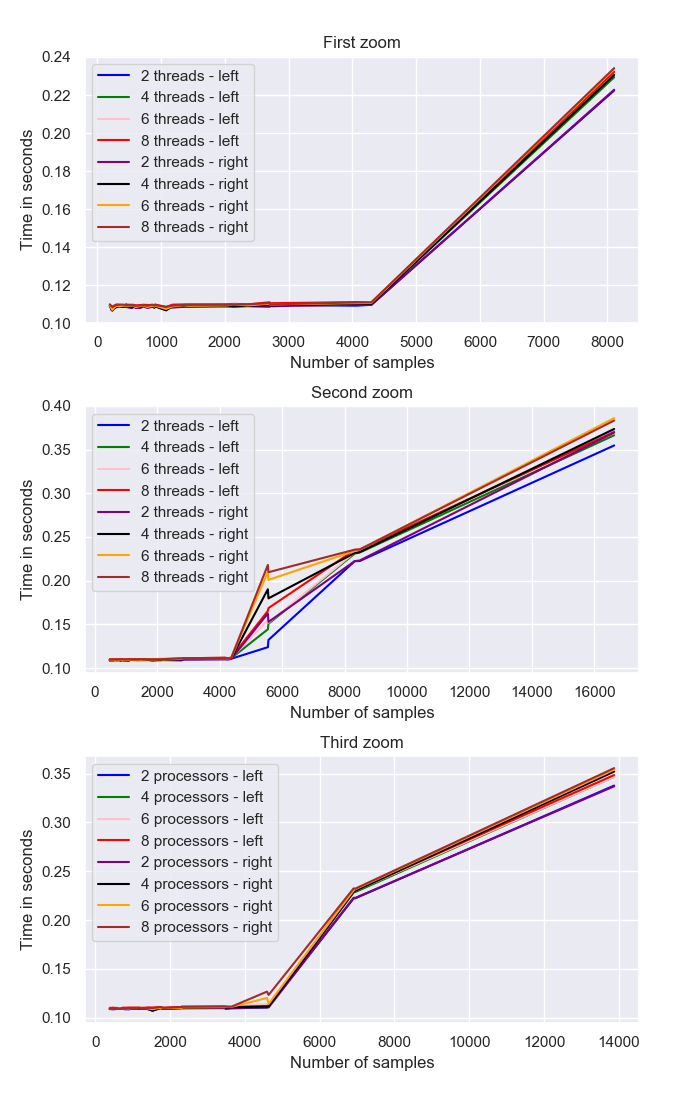 First zoom
0.24
0.22
0.20
0.18
0.16
0.14
0.12
0.10
Time in seconds
2 threads - left
4 threads - left
6 threads - left
8 threads - left
2 threads - right
4 threads - right
6 threads - right
8 threads - right
0 1000 2000 3000 4000 5000 6000 7000 8000
Number of samples
Second zoom
0.40
0.35
0.30
0.25
0.20
0.15
0.10
Time in seconds
2 threads - left
4 threads - left
6 threads - left
8 threads - left
2 threads - right
4 threads - right
6 threads - right
8 threads - right
0 2000 4000 6000 8000 10000 12000 14000 16000
Number of samples
Third zoom
0.35
0.30
0.25
0.20
0.15
0.10
Time in seconds
2 processors - left
4 processors - left
6 processors - left
8 processors - left
2 processors - right
4 processors - right
6 processors - right
8 processors - right
0 2000 4000 6000 8000 10000 12000 14000
Number of samples